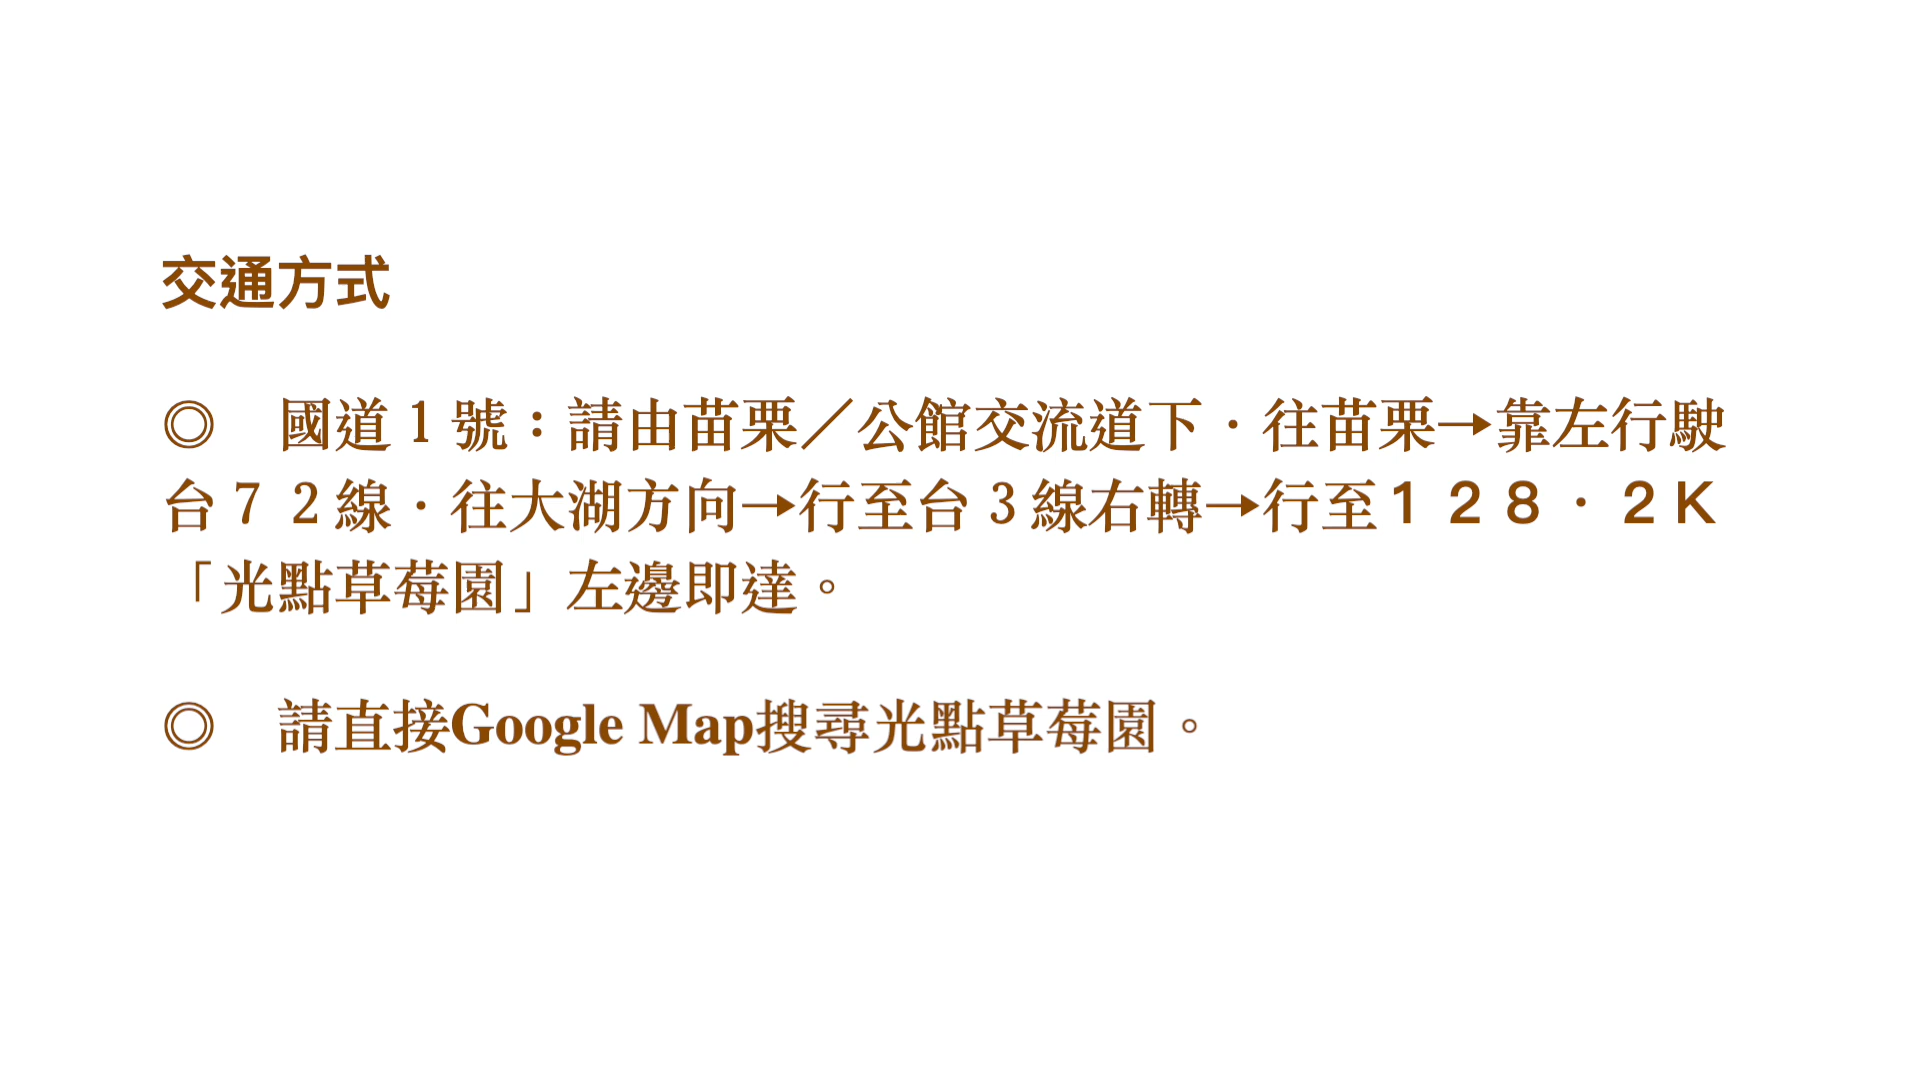 交通方式
◎　國道１號：請由苗栗／公館交流道下．往苗栗→靠左行駛
台７２線．往大湖方向→行至台３線右轉→行至１２８．２K
「光點草莓園」左邊即達。
◎　請直接Google Map搜尋光點草莓園。